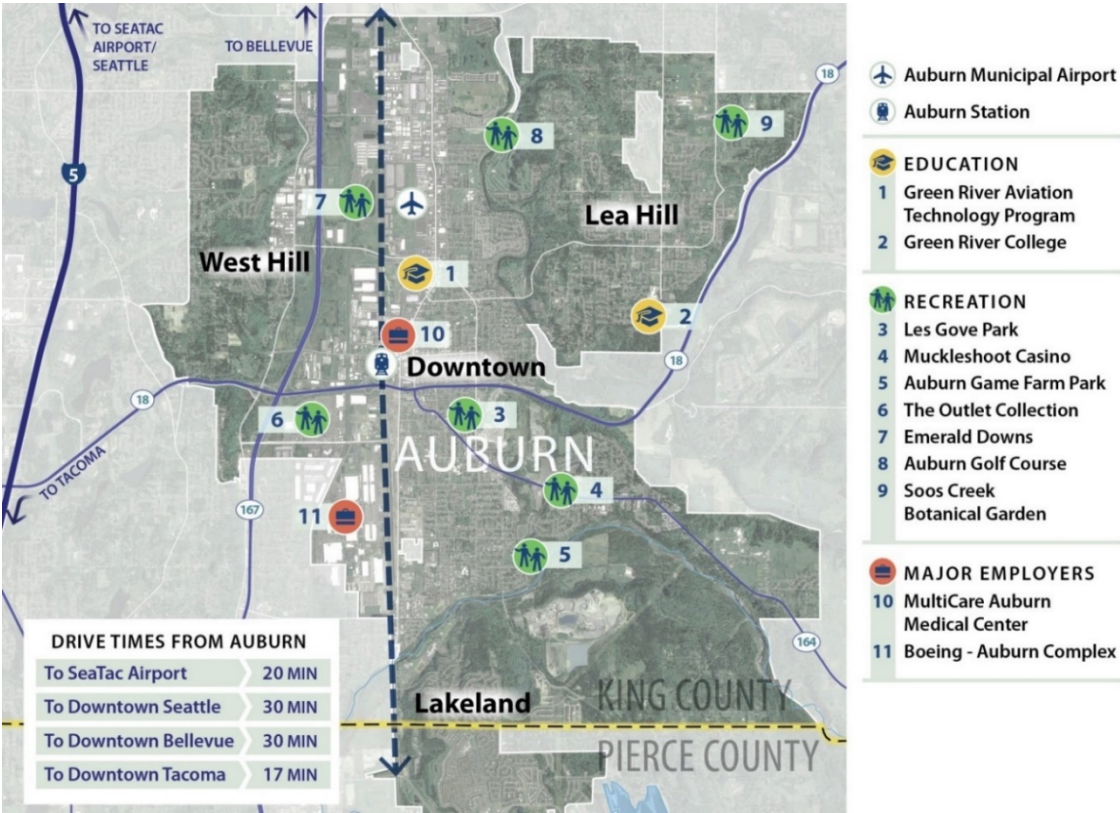 TO SEATAC
AIRPORT/
SEATTLE
TO BELLEVUE
18
5
8
9
7
Lea Hill
West Hill
1
2
10
18
Downtown
18
6
3
AUBURN
TO TACOMA
4
167
11
5
164
DRIVE TIMES FROM AUBURN
To SeaTac Airport 20 MIN
To Downtown Seattle 30 MIN
To Downtown Bellevue 30 MIN
To Downtown Tacoma 17 MIN
Lakeland
KING COUNTY
PIERCE COUNTY
Auburn Municipal Airport
Auburn Station
EDUCATION
1 Green River Aviation
Technology Program
2 Green River College
RECREATION
3 Les Gove Park
4 Muckleshoot Casino
5 Auburn Game Farm Park
6 The Outlet Collection
7 Emerald Downs
8 Auburn Golf Course
9 Soos Creek
Botanical Garden
MAJOR EMPLOYERS
10 MultiCare Auburn
Medical Center
11 Boeing - Auburn Complex